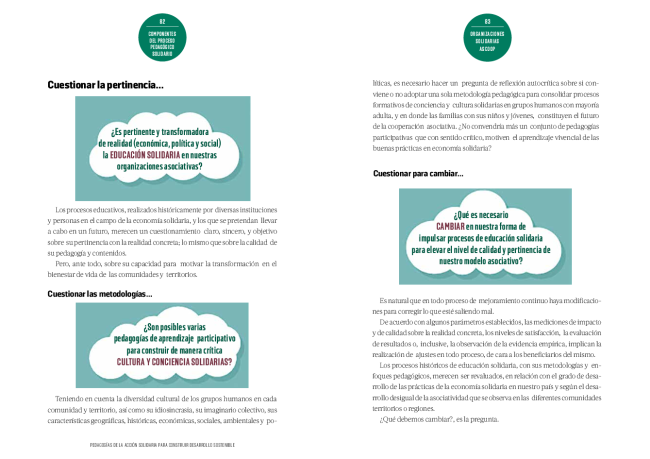 82
COMPONENTES
DEL PROCESO
PEDAGÓGICO
SOLIDARIO
Cuestionar la pertinencia...
¿Es pertinente y transformadora
de realidad (económica, política y social)
la EDUCACIÓN SOLIDARIA en nuestras
organizaciones asociativas?
Los procesos educativos, realizados históricamente por diversas instituciones
y personas en el campo de la economía solidaria, y los que se pretendan llevar
a cabo en un futuro, merecen un cuestionamiento claro, sincero, y objetivo
sobre su pertinencia con la realidad concreta; lo mismo que sobre la calidad de
su pedagogía y contenidos.
Pero, ante todo, sobre su capacidad para motivar la transformación en el
bienestar de vida de las comunidades y territorios.
Cuestionar las metodologías...
¿Son posibles varias
pedagogías de aprendizaje participativo
para construir de manera crítica
CULTURA Y CONCIENCIA SOLIDARIAS?
Teniendo en cuenta la diversidad cultural de los grupos humanos en cada
comunidad y territorio, así como su idiosincrasia, su imaginario colectivo, sus
características geográficas, históricas, económicas, sociales, ambientales y po-
PEDAGOGÍAS DE LA ACCIÓN SOLIDARIA PARA CONSTRUIR DESARROLLO SOSTENIBLE
83
ORGANIZACIONES
SOLIDARIAS
ASCOOP
líticas, es necesario hacer un pregunta de reflexión autocrítica sobre si con-
viene o no adoptar una sola metodología pedagógica para consolidar procesos
formativos de conciencia y cultura solidarias en grupos humanos con mayoría
adulta, y en donde las familias con sus niños y jóvenes, constituyen el futuro
de la cooperación asociativa. ¿No convendría más un conjunto de pedagogías
participativas que con sentido crítico, motiven el aprendizaje vivencial de las
buenas prácticas en economía solidaria?
Cuestionar para cambiar...
¿Qué es necesario
CAMBIAR en nuestra forma de
impulsar procesos de educación solidaria
para elevar el nivel de calidad y pertinencia de
nuestro modelo asociativo?
Es natural que en todo proceso de mejoramiento continuo haya modificacio-
nes para corregir lo que esté saliendo mal.
De acuerdo con algunos parámetros establecidos, las mediciones de impacto
y de calidad sobre la realidad concreta, los niveles de satisfacción, la evaluación
de resultados o, inclusive, la observación de la evidencia empírica, implican la
realización de ajustes en todo proceso, de cara a los beneficiarios del mismo.
Los procesos históricos de educación solidaria, con sus metodologías y en-
foques pedagógicos, merecen ser revaluados, en relación con el grado de desa-
rrollo de las prácticas de la economía solidaria en nuestro país y según el desa-
rrollo desigual de la asociatividad que se observa en las diferentes comunidades
territorios o regiones.
¿Qué debemos cambiar?, es la pregunta.